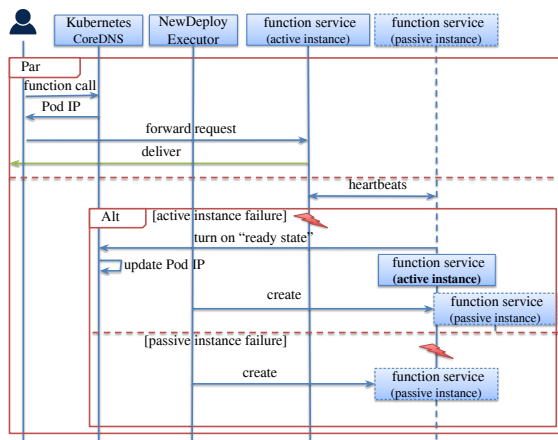 Kubernetes
CoreDNS
NewDeploy
Executor
function service
(active instance)
function service
(passive instance)
Par
function call
Pod IP
forward request
deliver
heartbeats
Alt
[active instance failure]
turn on “ready state”
update Pod IP
function service
(active instance)
create
function service
(passive instance)
[passive instance failure]
create
function service
(passive instance)